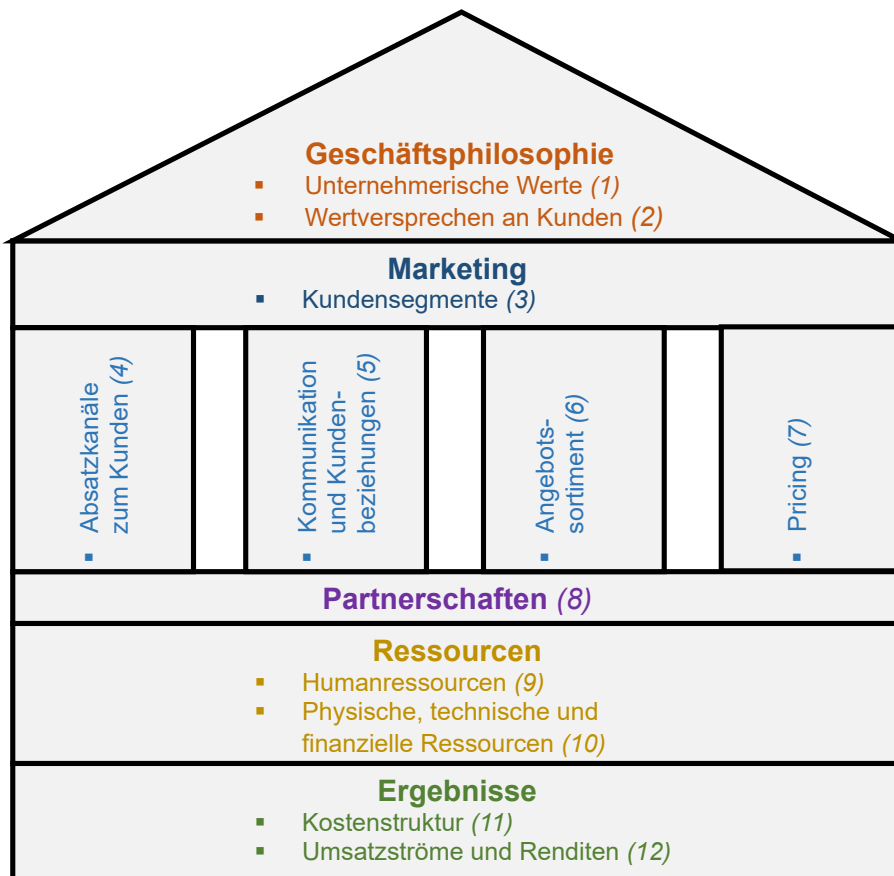 Geschäftsphilosophie
▪ Unternehmerische Werte (1)
▪ Wertversprechen an Kunden (2)
Marketing
▪ Kundensegmente (3)
▪ Absatzkanäle
zum Kunden (4)
▪ Kommunikation
und Kunden-
beziehungen (5)
▪ Angebots-
sortiment (6)
▪ Pricing (7)
Partnerschaften (8)
Ressourcen
▪ Humanressourcen (9)
▪ Physische, technische und
finanzielle Ressourcen (10)
Ergebnisse
▪ Kostenstruktur (11)
▪ Umsatzströme und Renditen (12)